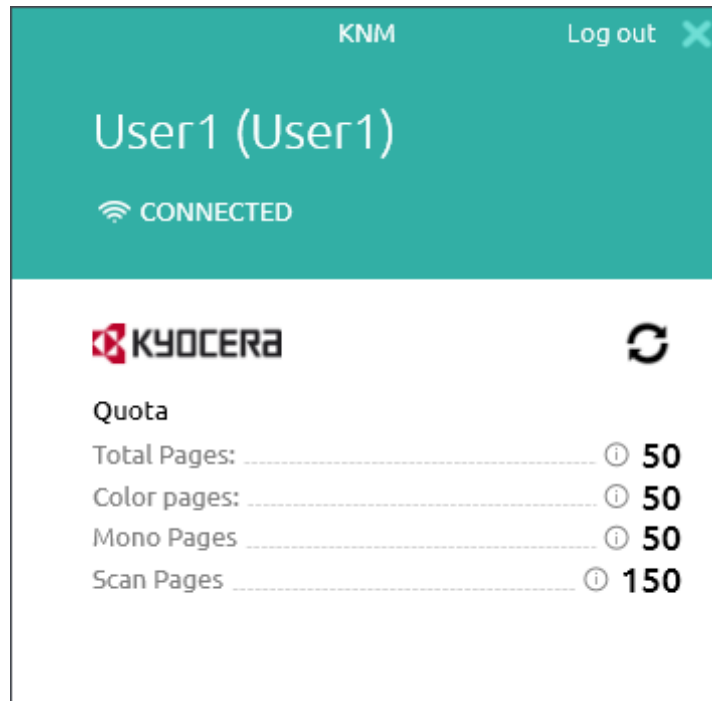 KNM Log out
User1 (User1)
CONNECTED
KYOCERA
Quota
Total Pages: 50
Color pages: 50
Mono Pages 50
Scan Pages 150